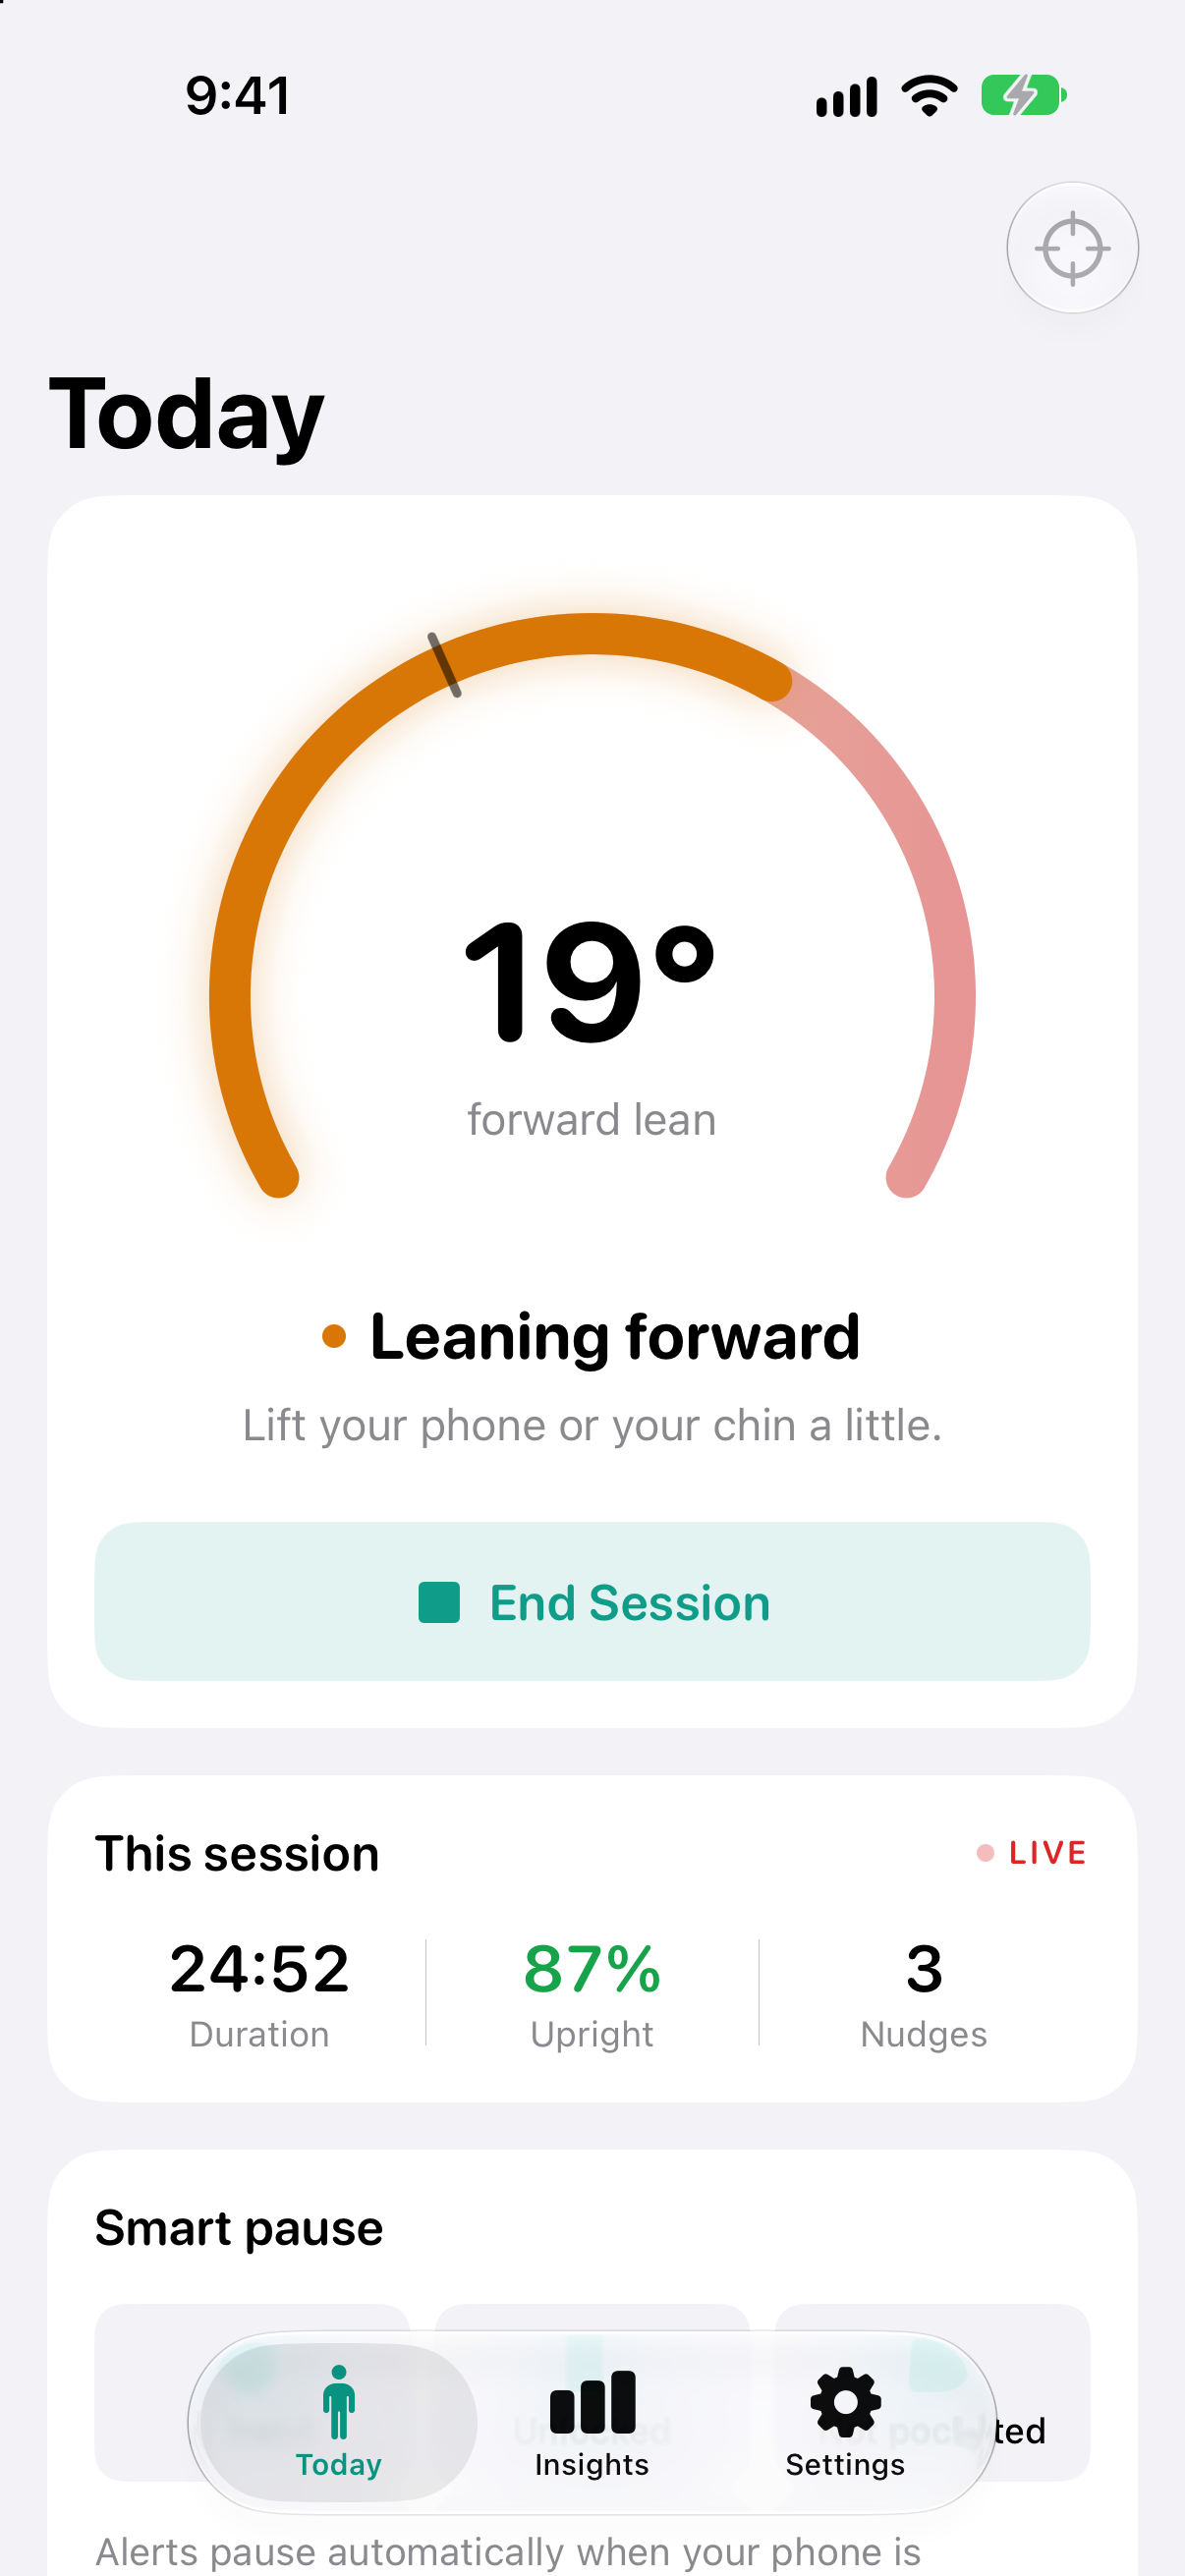 9:41
Today
19°
forward lean
Leaning forward
Lift your phone or your chin a little.
End Session
This session
LIVE
24:52
87%
3
Duration
Upright
Nudges
Smart pause
Today
Insights
Settings
Alerts pause automatically when your phone is